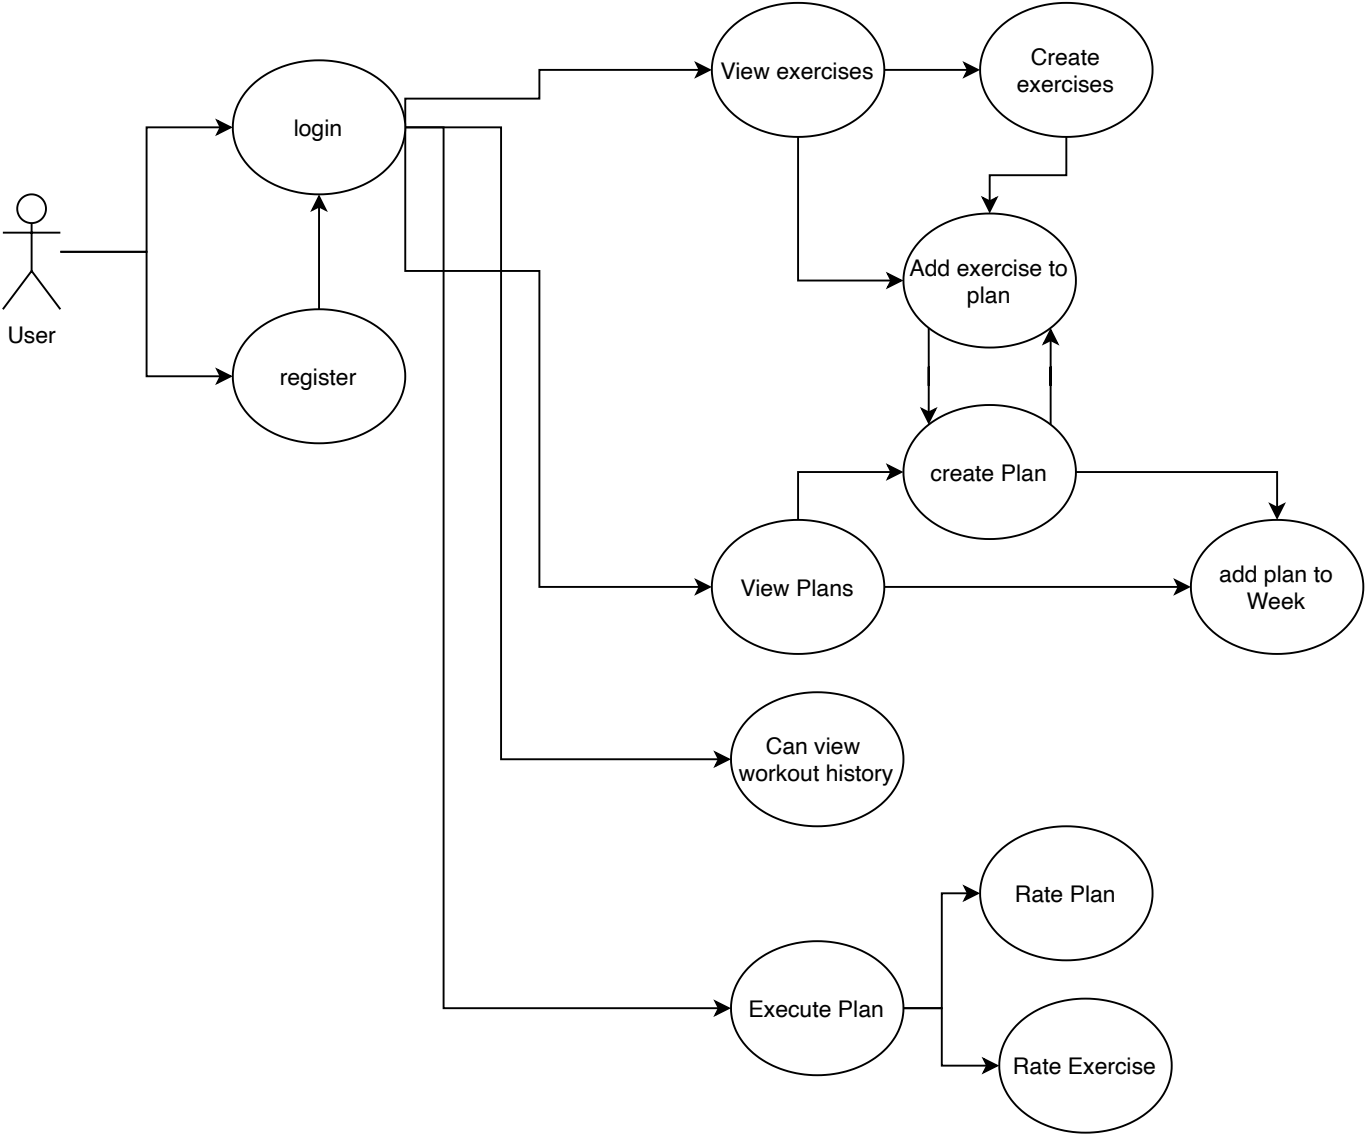 View exercises
Create
exercises
login
Add exercise to
plan
User
register
create Plan
View Plans
add plan to
Week
Can view
workout history
Rate Plan
Execute Plan
Rate Exercise